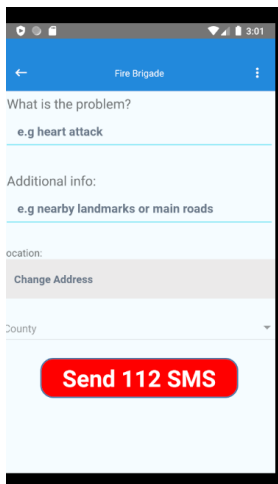 3:01
Fire Brigade
What is the problem?
e.g heart attack
Additional info:
e.g nearby landmarks or main roads
ocation:
Change Address
County
Send 112 SMS